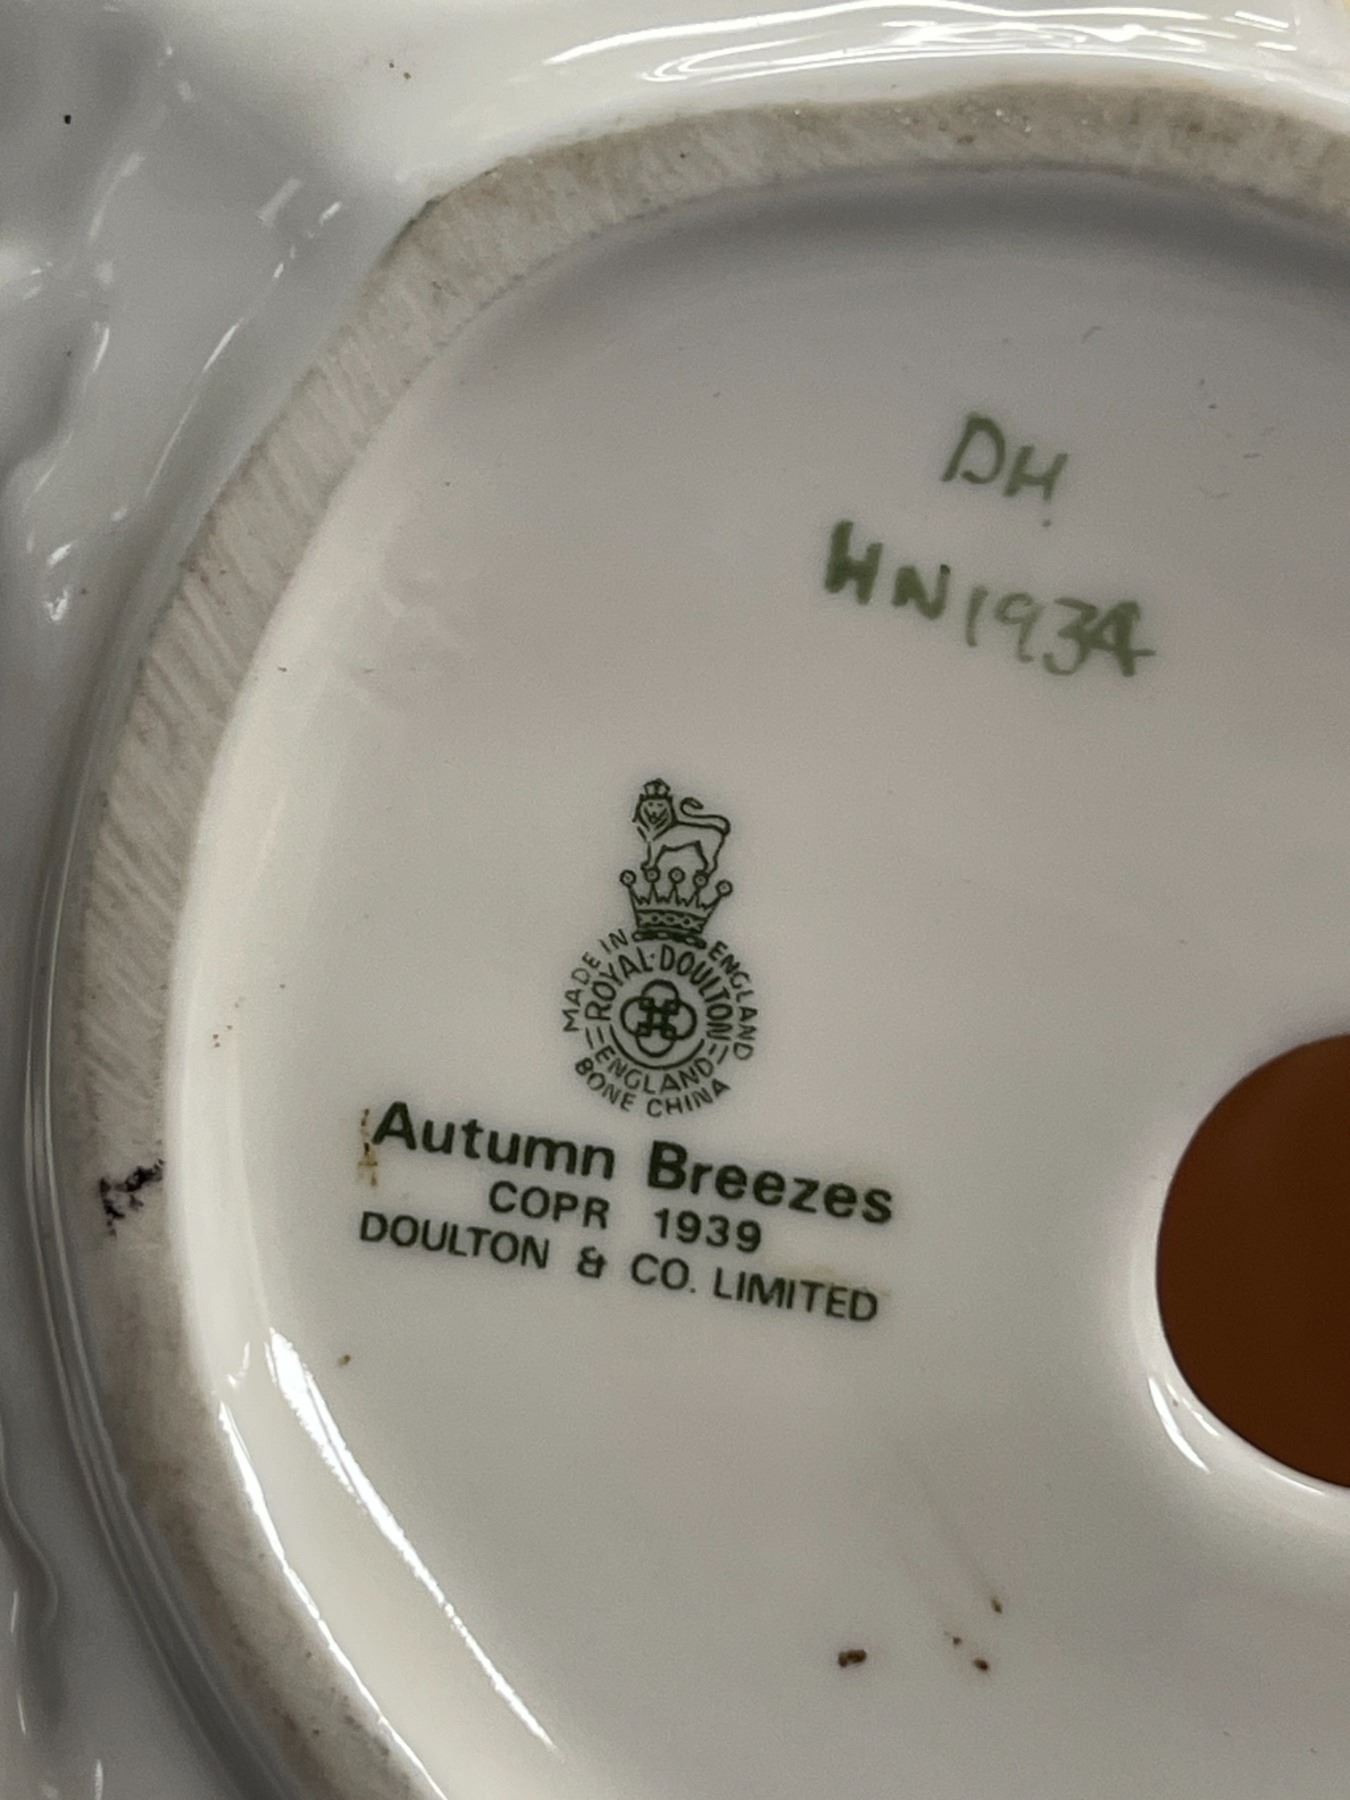 DH
HN1934
MADE IN ENGLAND
ROYAL·DOULTON
ENGLAND
BONE CHINA
Autumn Breezes
COPR 1939
DOULTON & CO. LIMITED